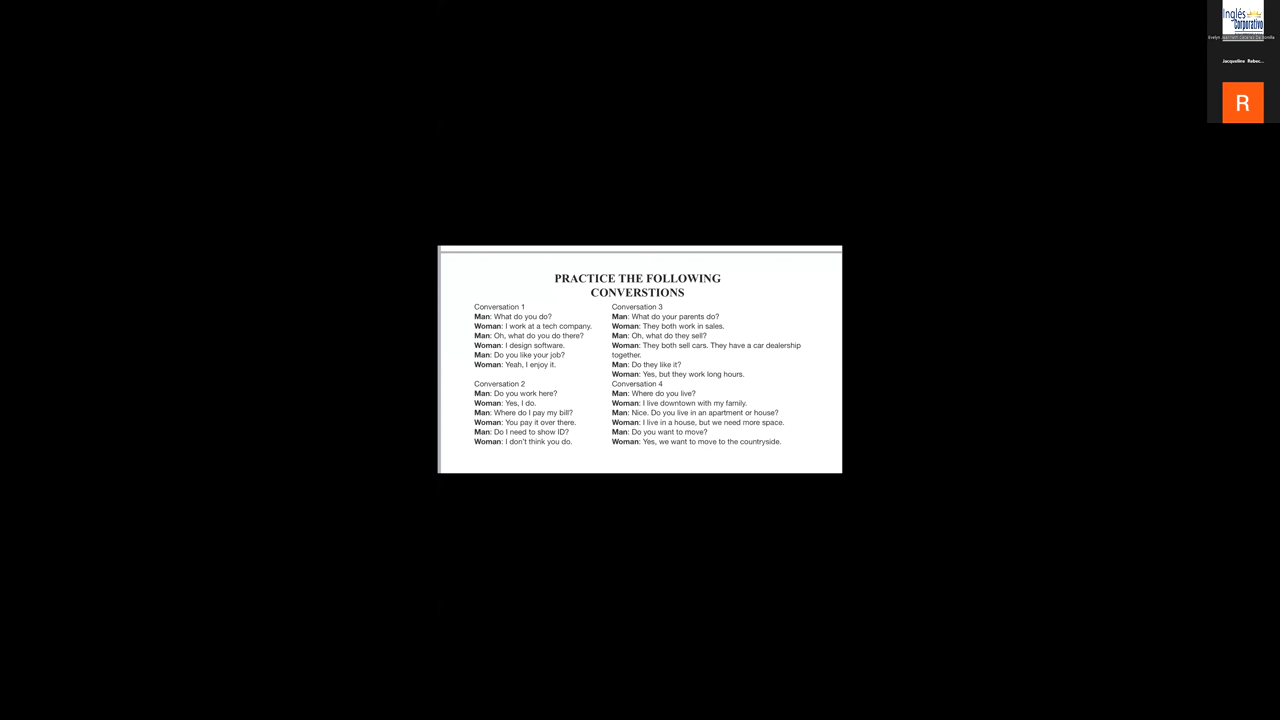 PRACTICE THE FOLLOWING
CONVERSTIONS
Conversation 1
Man: What do you do?
Woman: I work at a tech company.
Man: Oh, what do you do there?
Woman: I design software.
Man: Do you like your job?
Woman: Yeah, I enjoy it.
Conversation 2
Man: Do you work here?
Woman: Yes, I do.
Man: Where do I pay my bill?
Woman: You pay it over there.
Man: Do I need to show ID?
Woman: I don't think you do.
Conversation 3
Man: What do your parents do?
Woman: They both work in sales.
Man: Oh, what do they sell?
Woman: They both sell cars. They have a car dealership
together.
Man: Do they like it?
Woman: Yes, but they work long hours.
Conversation 4
Man: Where do you live?
Woman: I live downtown with my family.
Man: Nice. Do you live in an apartment or house?
Woman: I live in a house, but we need more space.
Man: Do you want to move?
Woman: Yes, we want to move to the countryside.
Inglés
Corporativo
Jacqueline Rebec...
R